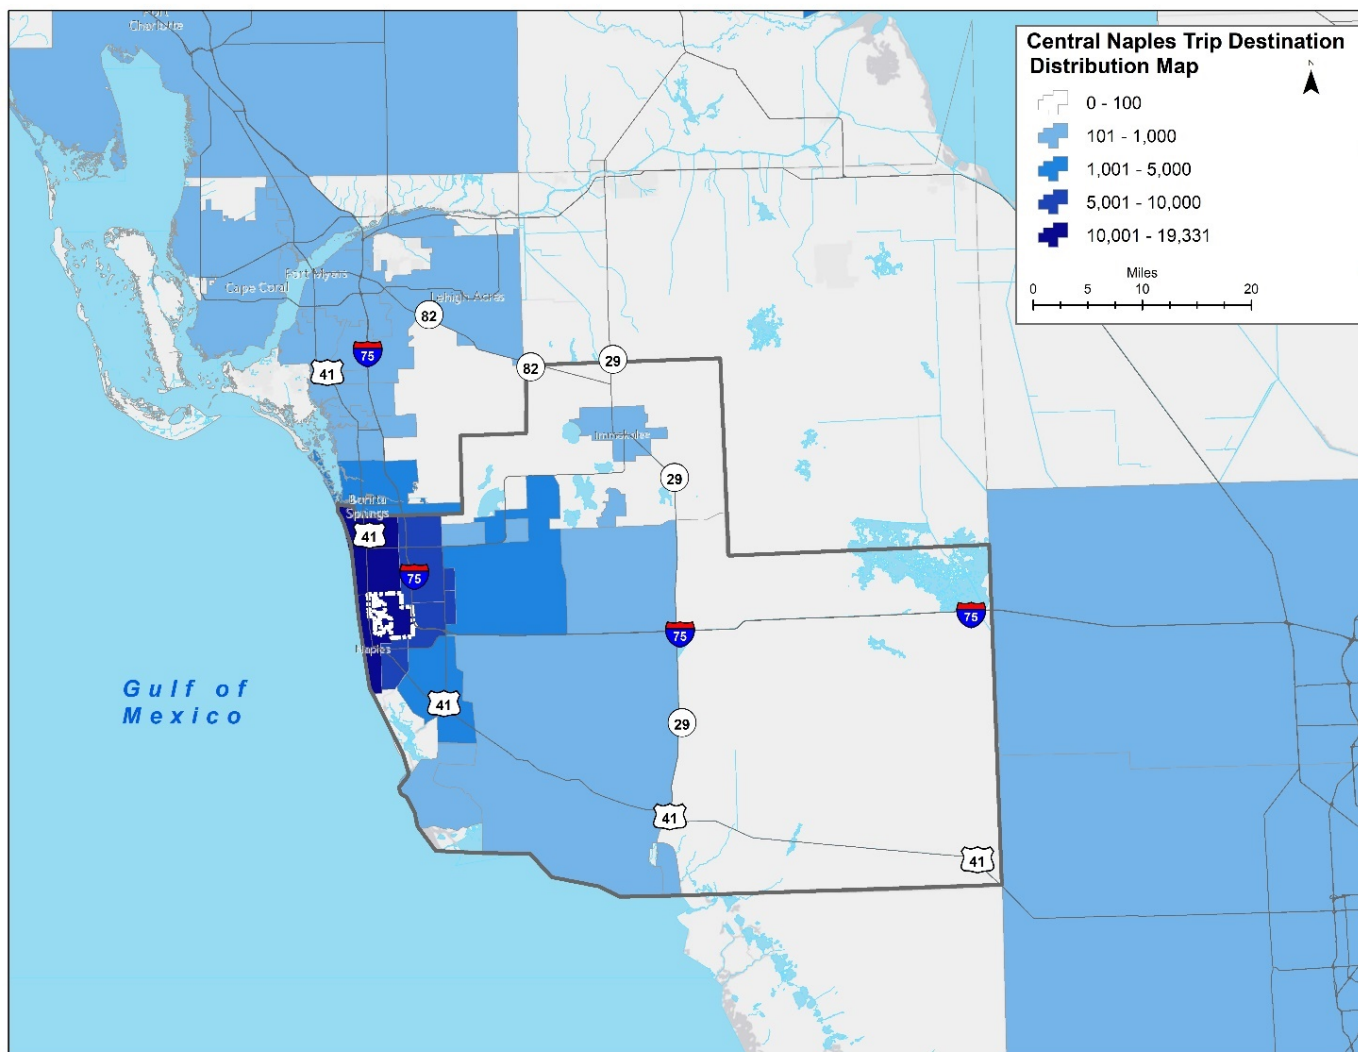 Port
Charlotte
Central Naples Trip Destination
Distribution Map
N
0 - 100
101 - 1,000
1,001 - 5,000
5,001 - 10,000
10,001 - 19,331
Miles
0 5 10 20
Fort Myers
Cape Coral
Lehigh Acres
82
75
41
82
29
Immokalee
29
Bonita
Springs
41
75
75
75
Naples
Gulf of
Mexico
41
29
41
41